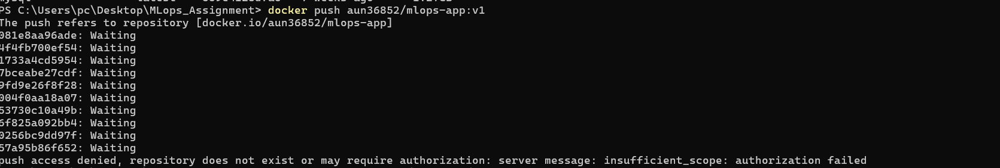 PS C:\Users\pc\Desktop\MLops_Assignment> docker push aun36852/mlops-app:v1
The push refers to repository [docker.io/aun36852/mlops-app]
081e8aa96ade: Waiting
4f4fb700ef54: Waiting
1733a4cd5954: Waiting
7bceabe27cdf: Waiting
9fd9e26f8f28: Waiting
004f0aa18a07: Waiting
53730c10a49b: Waiting
6f825a092bb4: Waiting
0256bc9dd97f: Waiting
57a95b86f652: Waiting
push access denied, repository does not exist or may require authorization: server message: insufficient_scope: authorization failed